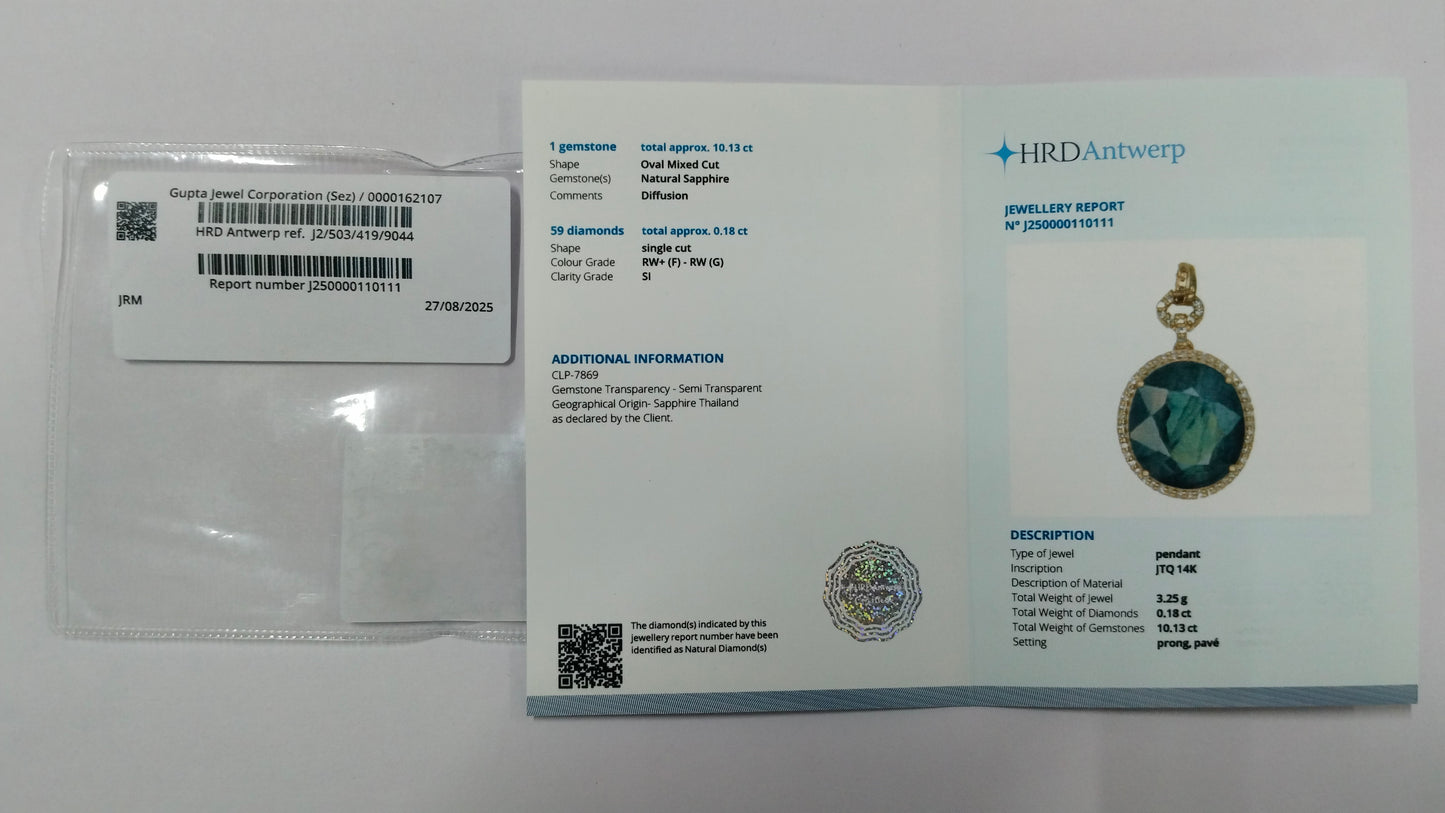 Gupta Jewel Corporation (Sez) / 0000162107
HRD Antwerp ref. J2/503/419/9044
Report number J250000110111
JRM
27/08/2025
1 gemstone total approx. 10.13 ct
Shape Oval Mixed Cut
Gemstone(s) Natural Sapphire
Comments Diffusion
59 diamonds total approx. 0.18 ct
Shape single cut
Colour Grade RW+ (F) - RW (G)
Clarity Grade SI
ADDITIONAL INFORMATION
CLP-7869
Gemstone Transparency - Semi Transparent
Geographical Origin- Sapphire Thailand
as declared by the Client.
The diamond(s) indicated by this
jewellery report number have been
identified as Natural Diamond(s)
HRDAntwerp
JEWELLERY REPORT
N° J250000110111
DESCRIPTION
Type of Jewel pendant
Inscription JTQ 14K
Description of Material
Total Weight of Jewel 3.25 g
Total Weight of Diamonds 0.18 ct
Total Weight of Gemstones 10.13 ct
Setting prong, pavé